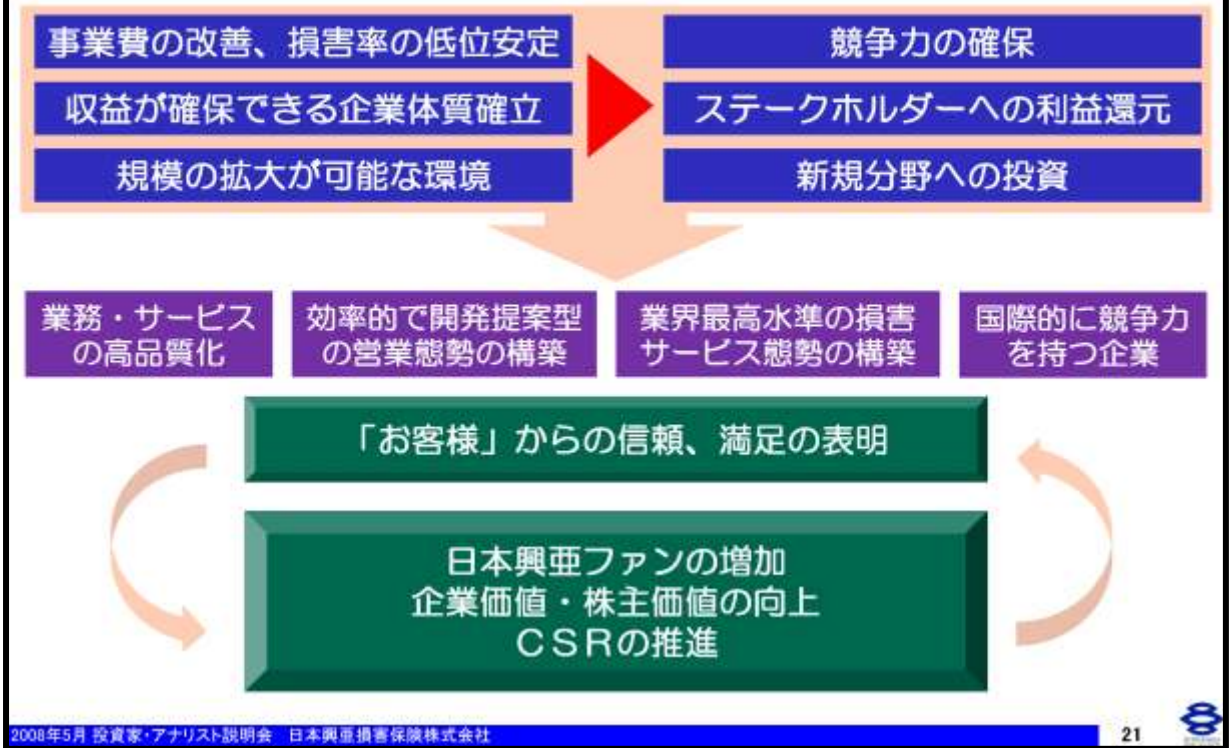 事業費の改善、損害率の低位安定
収益が確保できる企業体質確立
規模の拡大が可能な環境
競争力の確保
ステークホルダーへの利益還元
新規分野への投資
業務・サービス
の高品質化
効率的で開発提案型
の営業態勢の構築
業界最高水準の損害
サービス態勢の構築
国際的に競争力
を持つ企業
「お客様」からの信頼、満足の表明
日本興亜ファンの増加
企業価値・株主価値の向上
ＣＳＲの推進
2008年5月 投資家・アナリスト説明会 日本興亜損害保険株式会社
21